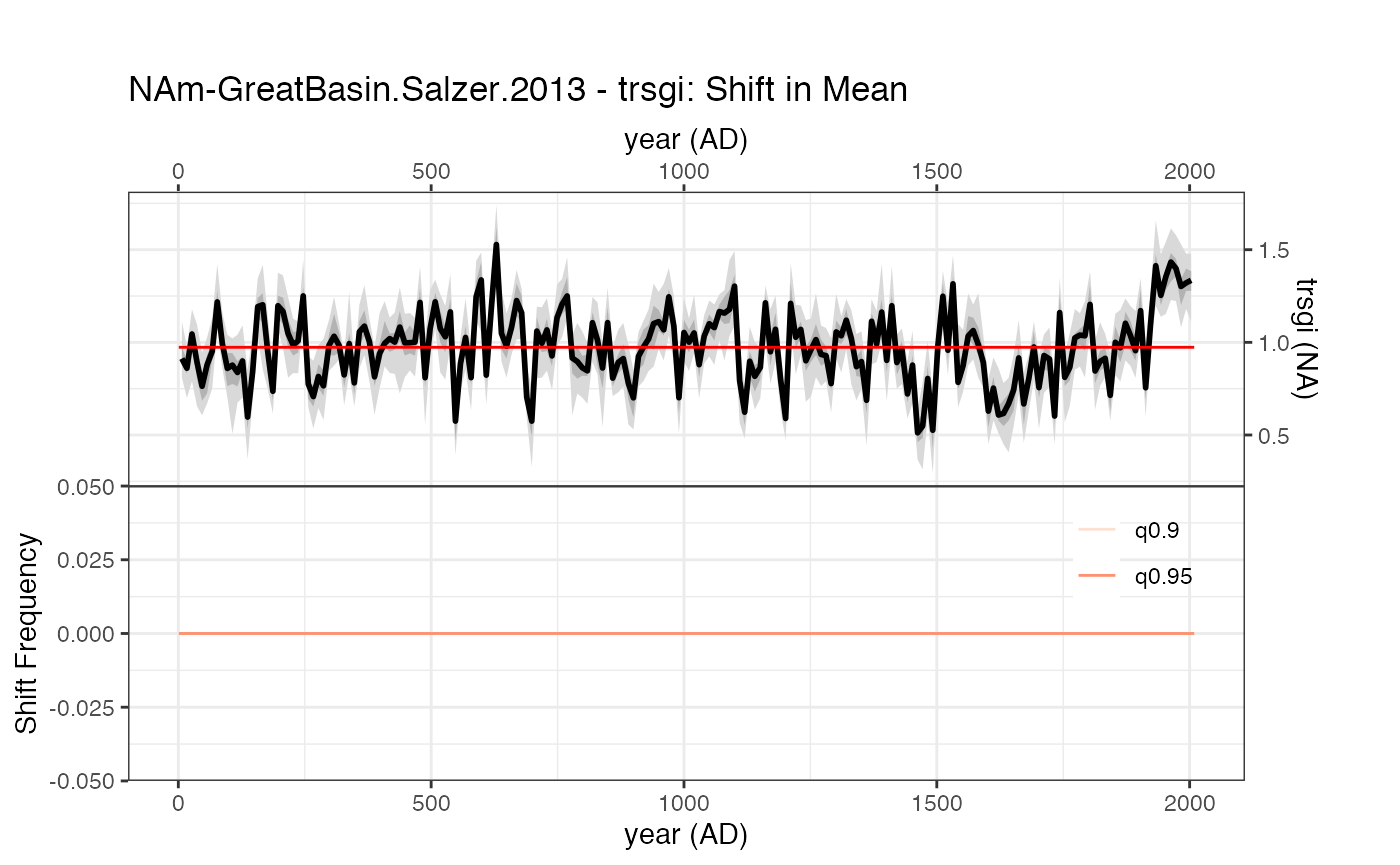 NAm-GreatBasin.Salzer.2013 - trsgi: Shift in Mean
year (AD)
0 500 1000 1500 2000
1.5
1.0
0.5
trsgi (NA)
0.050
0.025
0.000
-0.025
-0.050
Shift Frequency
q0.9
q0.95
0 500 1000 1500 2000
year (AD)